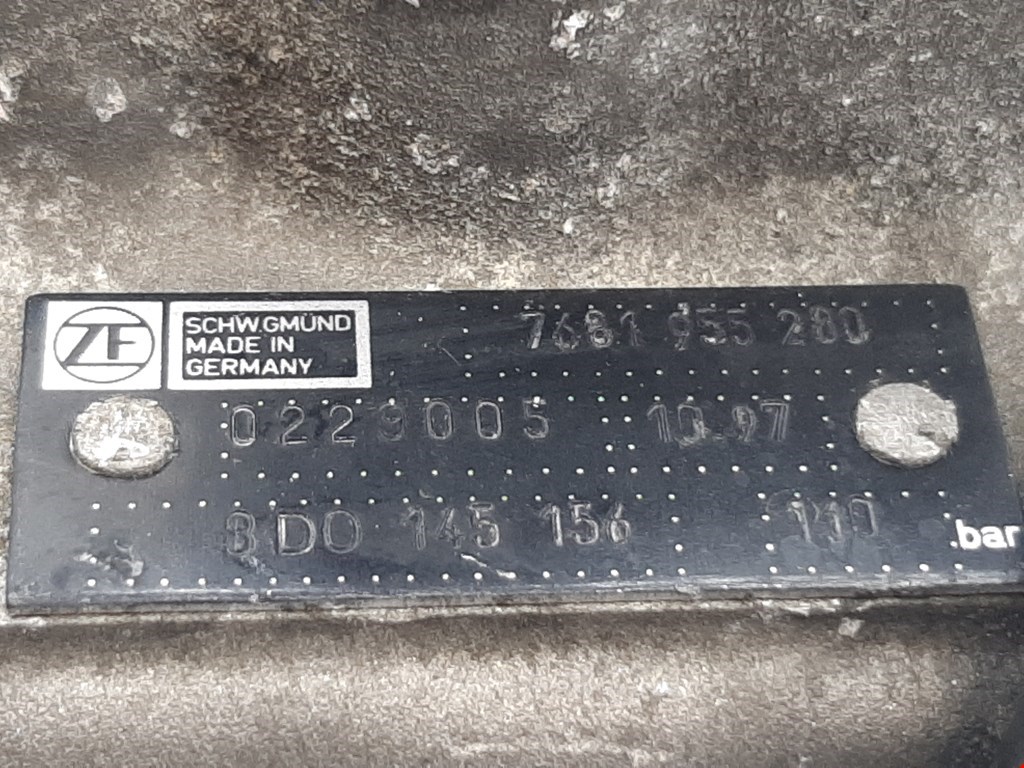 ZF
SCHW.GMÜND
MADE IN
GERMANY
7681 955 280
0229005 10.97
8D0 145 156 110 .bar